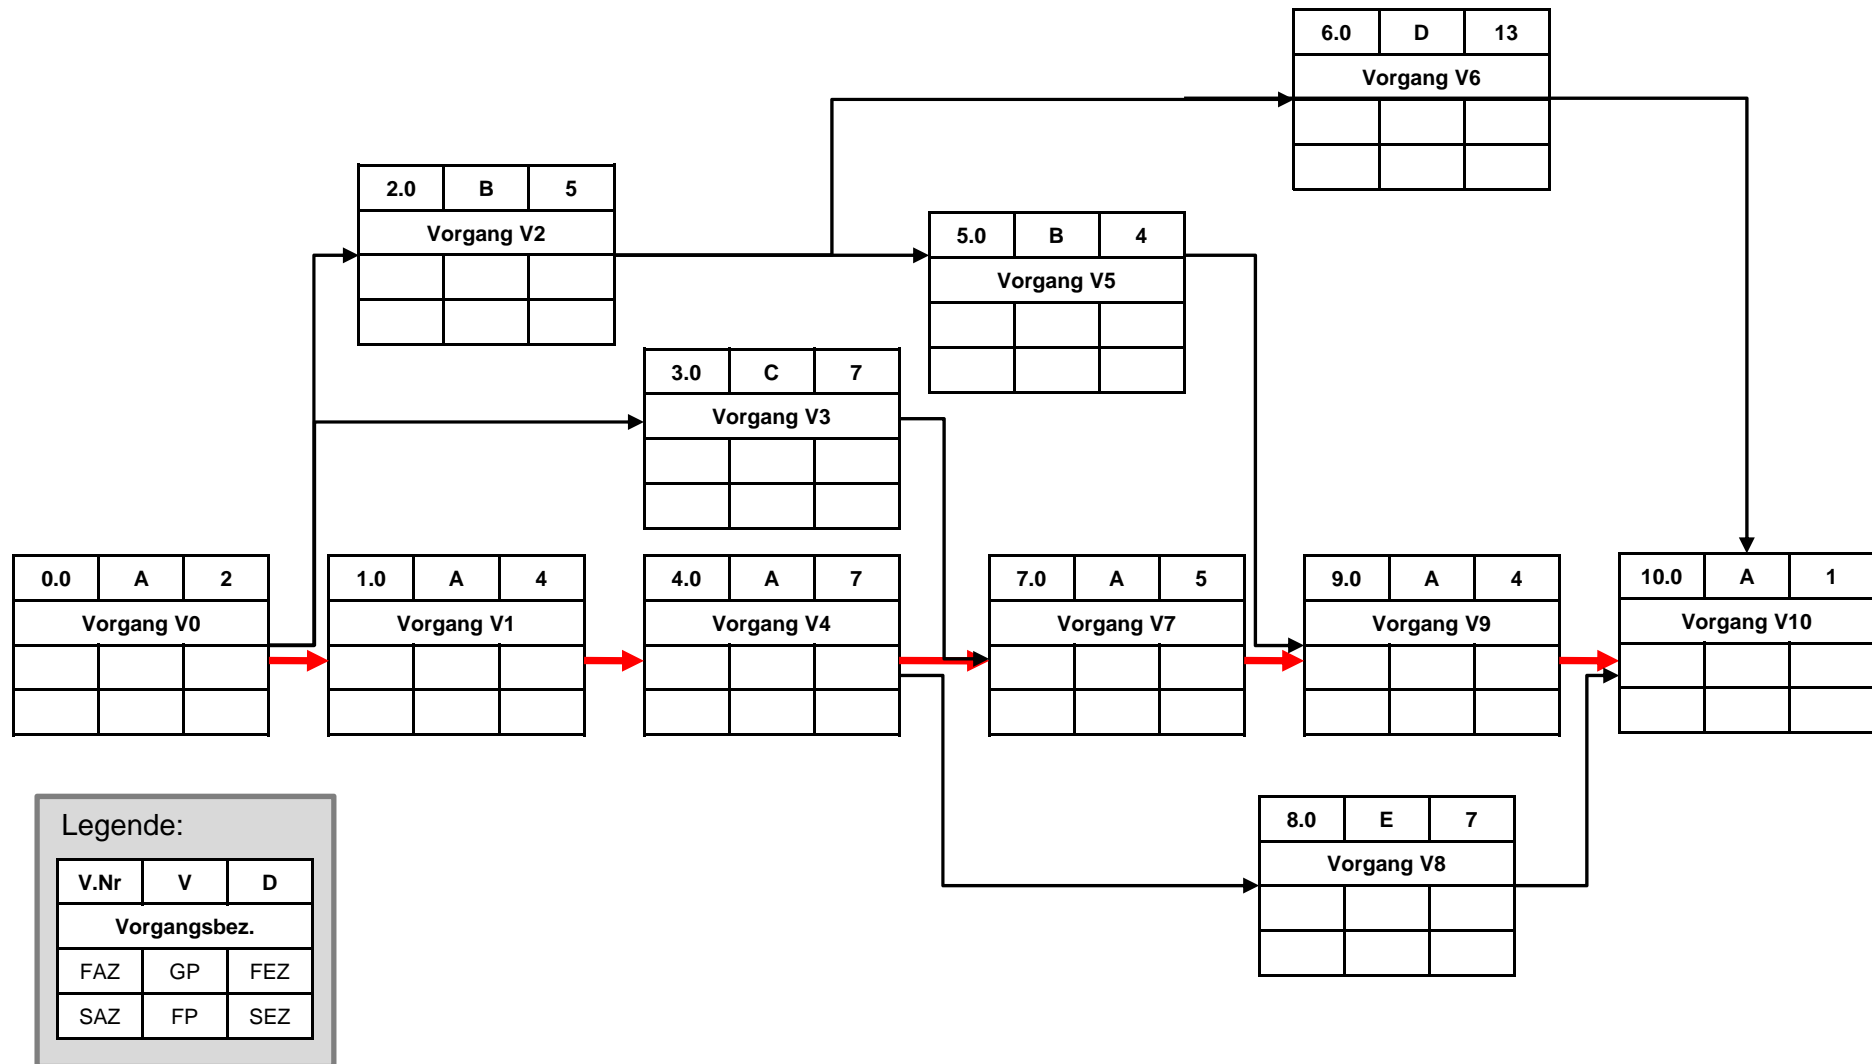 6.0 D 13
Vorgang V6
2.0 B 5
Vorgang V2
5.0 B 4
Vorgang V5
3.0 C 7
Vorgang V3
0.0 A 2
Vorgang V0
1.0 A 4
Vorgang V1
4.0 A 7
Vorgang V4
7.0 A 5
Vorgang V7
9.0 A 4
Vorgang V9
10.0 A 1
Vorgang V10
8.0 E 7
Vorgang V8
Legende:
V.Nr V D
Vorgangsbez.
FAZ GP FEZ
SAZ FP SEZ